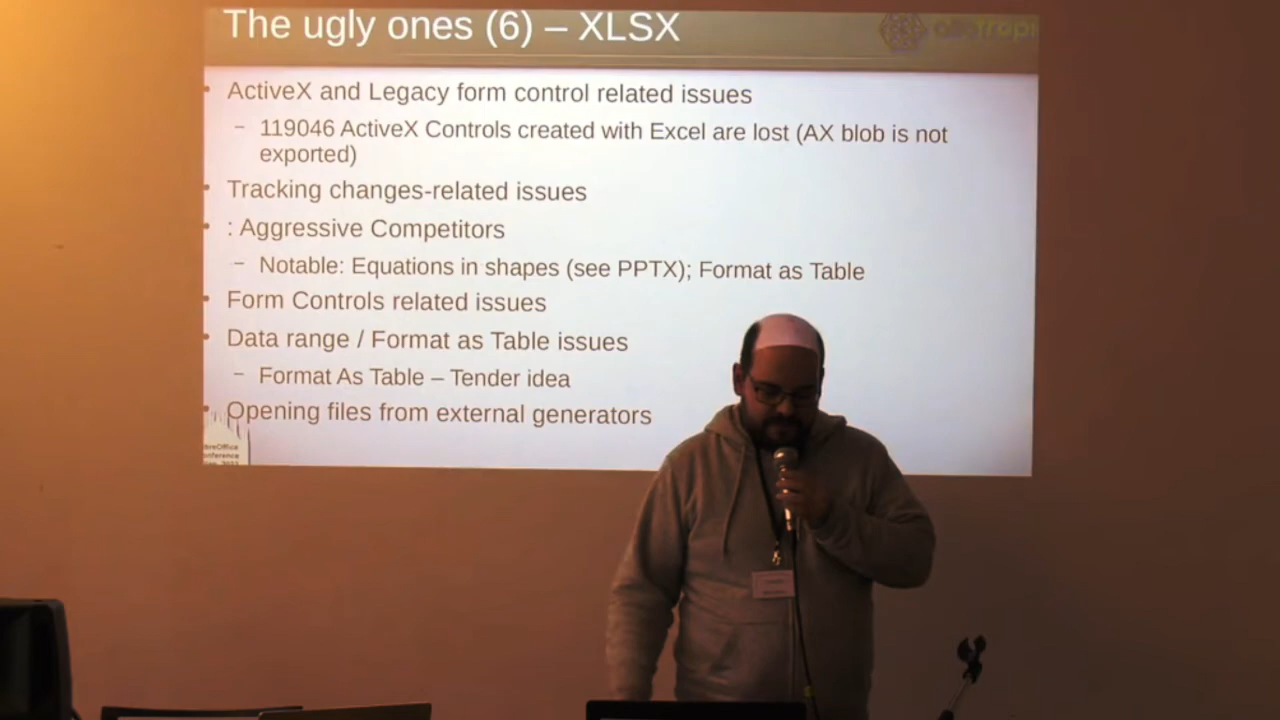 The ugly ones (6) – XLSX
ActiveX and Legacy form control related issues
119046 ActiveX Controls created with Excel are lost (AX blob is not
exported)
Tracking changes-related issues
: Aggressive Competitors
Notable: Equations in shapes (see PPTX); Format as Table
Form Controls related issues
Data range / Format as Table issues
Format As Table – Tender idea
Opening files from external generators